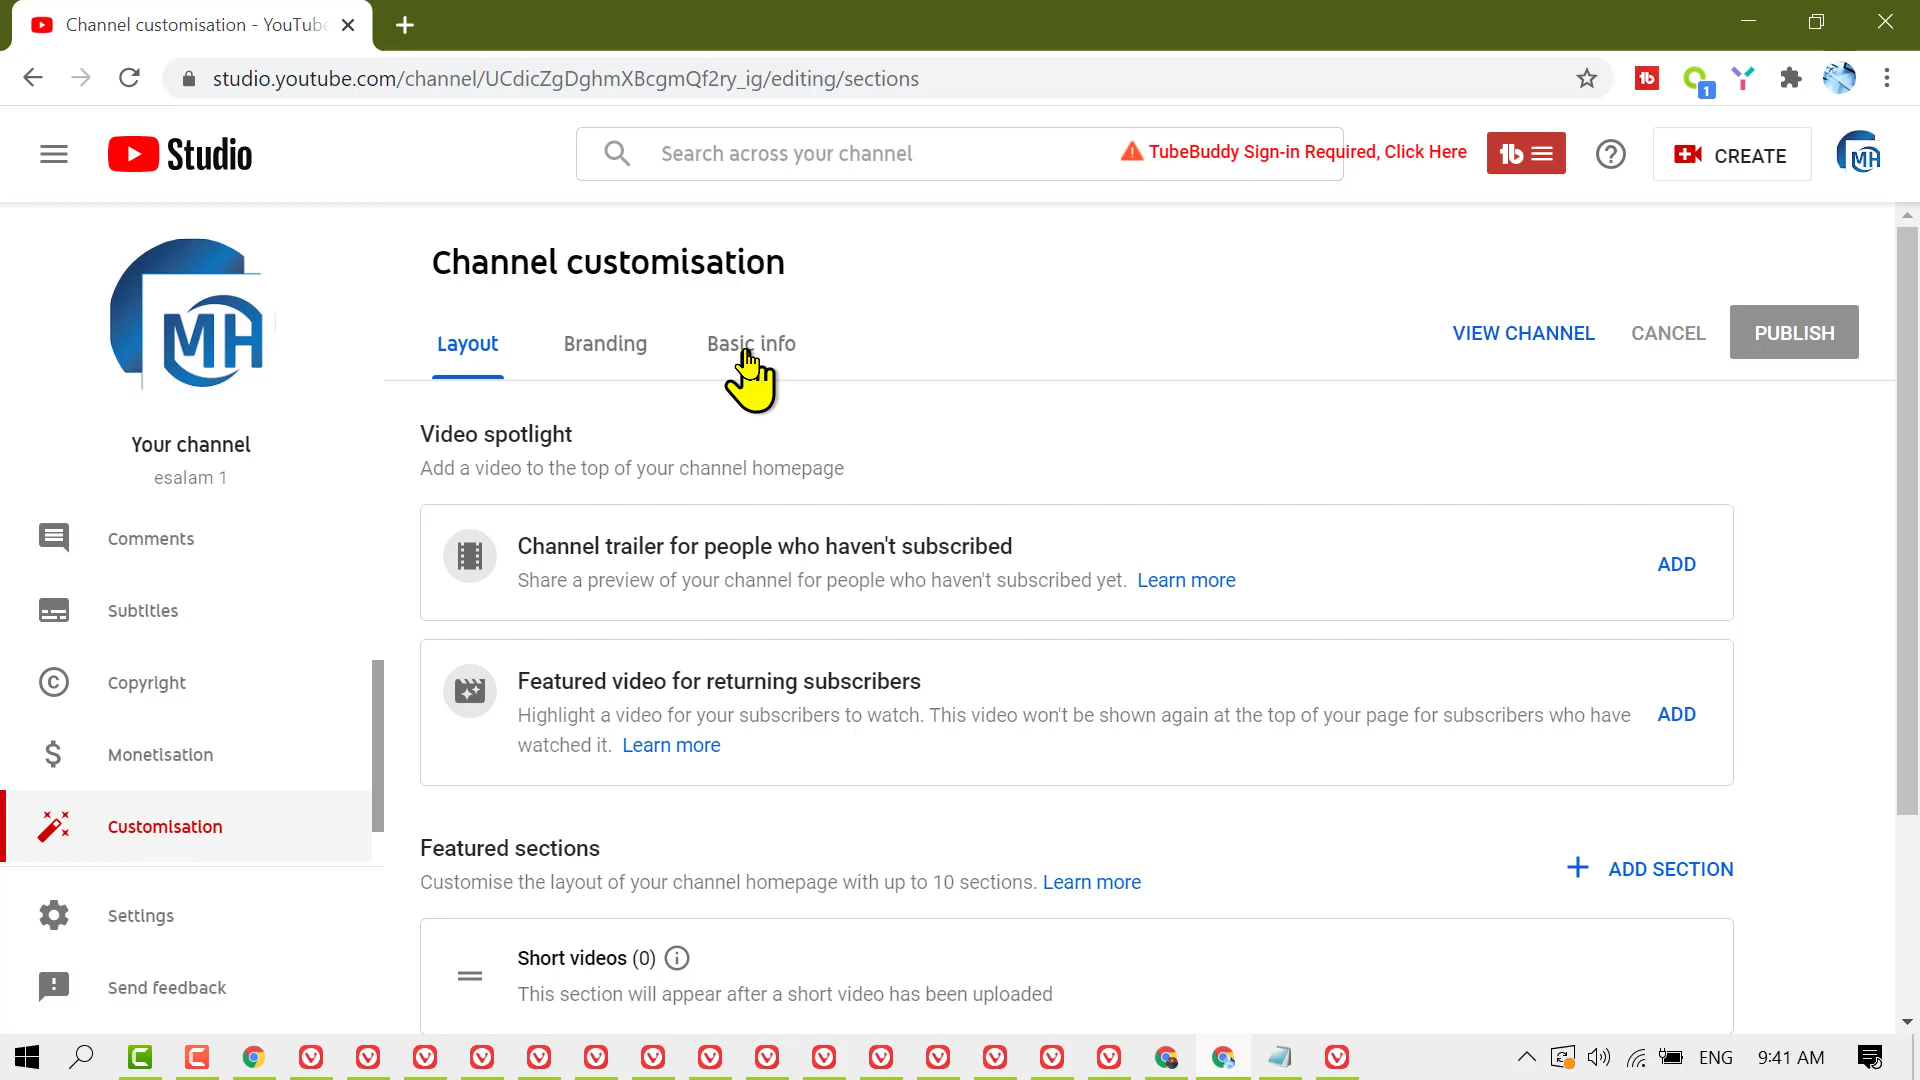 Channel customisation - YouTube
studio.youtube.com/channel/UCdicZgDghmXBcgmQf2ry_ig/editing/sections
1
Studio
Search across your channel
TubeBuddy Sign-in Required, Click Here
tb
CREATE
MH
MH
Your channel
esalam 1
Comments
Subtitles
Copyright
Monetisation
Customisation
Settings
Send feedback
Channel customisation
Layout
Branding
Basic info
VIEW CHANNEL
CANCEL
PUBLISH
Video spotlight
Add a video to the top of your channel homepage
Channel trailer for people who haven't subscribed
Share a preview of your channel for people who haven't subscribed yet. Learn more
ADD
Featured video for returning subscribers
Highlight a video for your subscribers to watch. This video won't be shown again at the top of your page for subscribers who have
watched it. Learn more
ADD
Featured sections
Customise the layout of your channel homepage with up to 10 sections. Learn more
ADD SECTION
Short videos (0)
This section will appear after a short video has been uploaded
ENG
9:41 AM